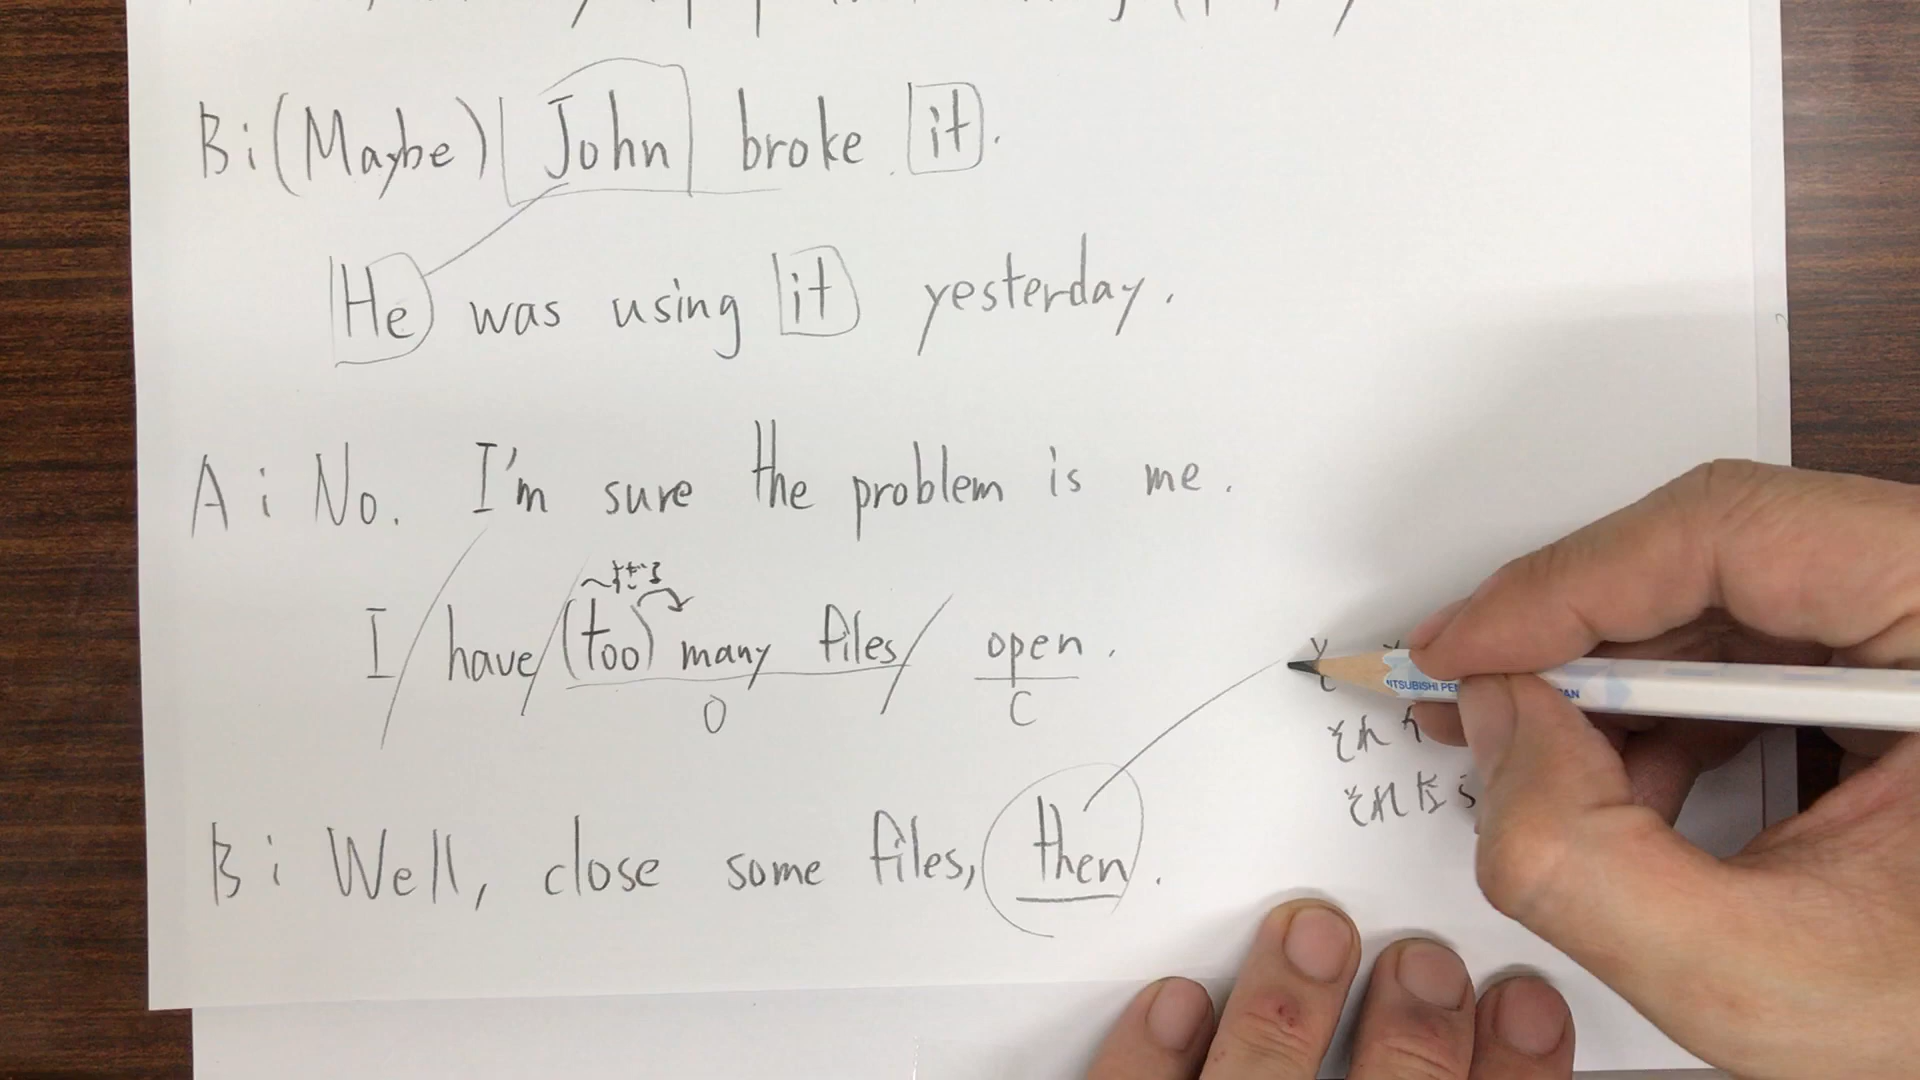 B: (Maybe) John broke it.
He was using it yesterday.
A: No. I'm sure the problem is me.
〜すぎる
I / have / (too) many files / open.
O C
B: Well, close some files, then.
それ
それなら